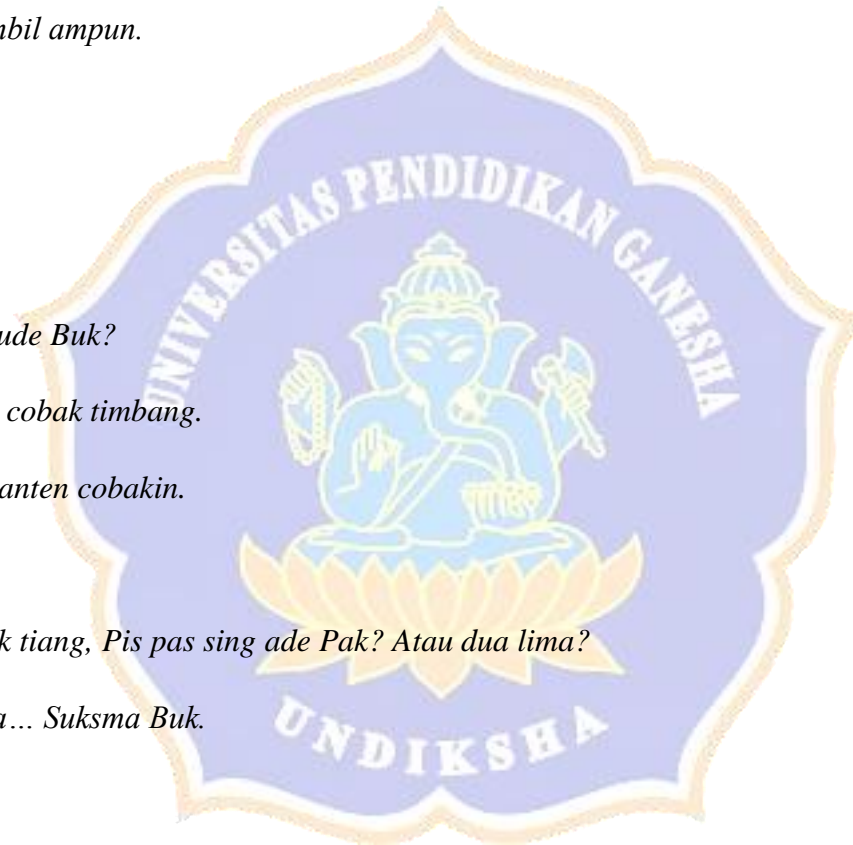 nbil ampun.
UNIVERSITAS PENDIDIKAN GANESHA
ude Buk?
cobak timbang.
anten cobakin.
k tiang, Pis pas sing ade Pak? Atau dua lima?
a… Suksma Buk.
UNDIKSHA